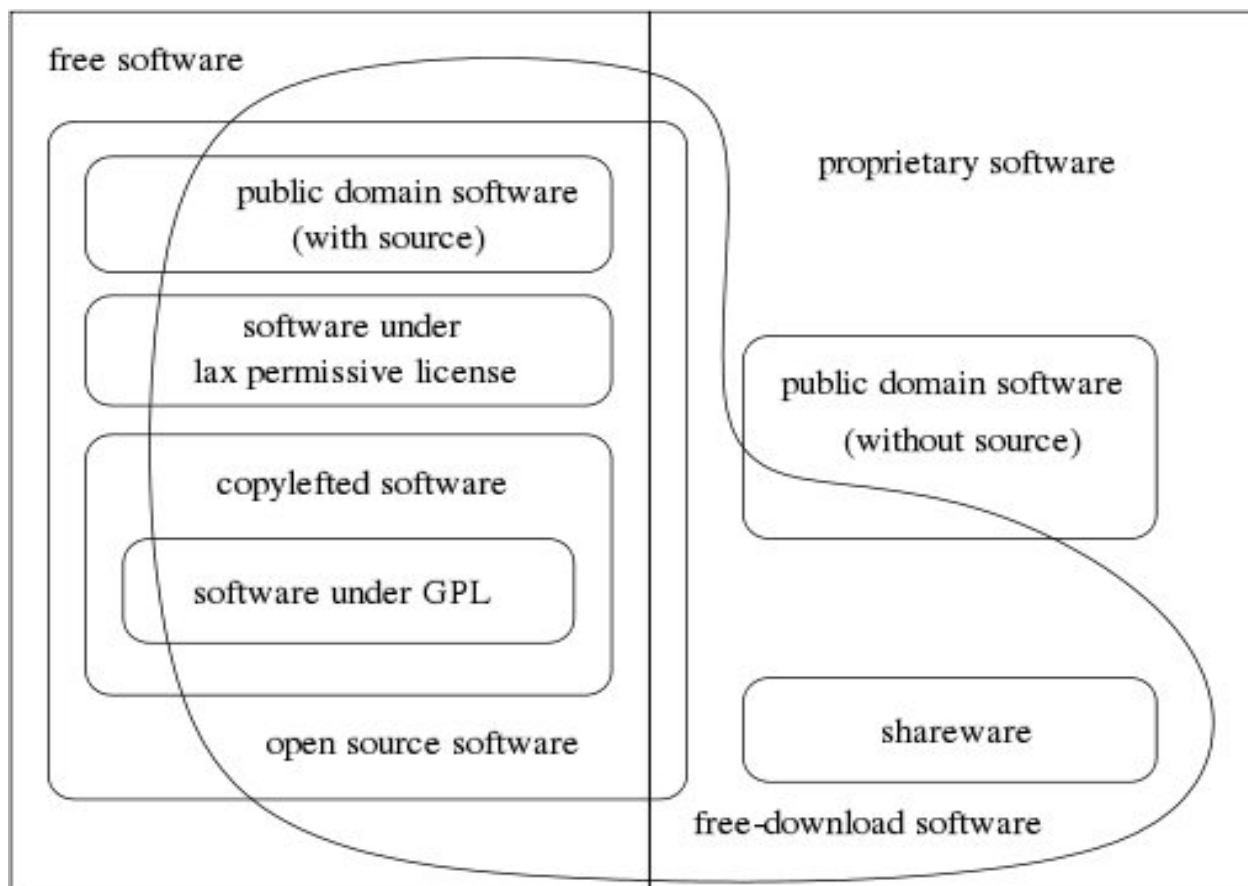 free software
proprietary software
public domain software
(with source)
software under
lax permissive license
public domain software
(without source)
copylefted software
software under GPL
shareware
open source software
free-download software